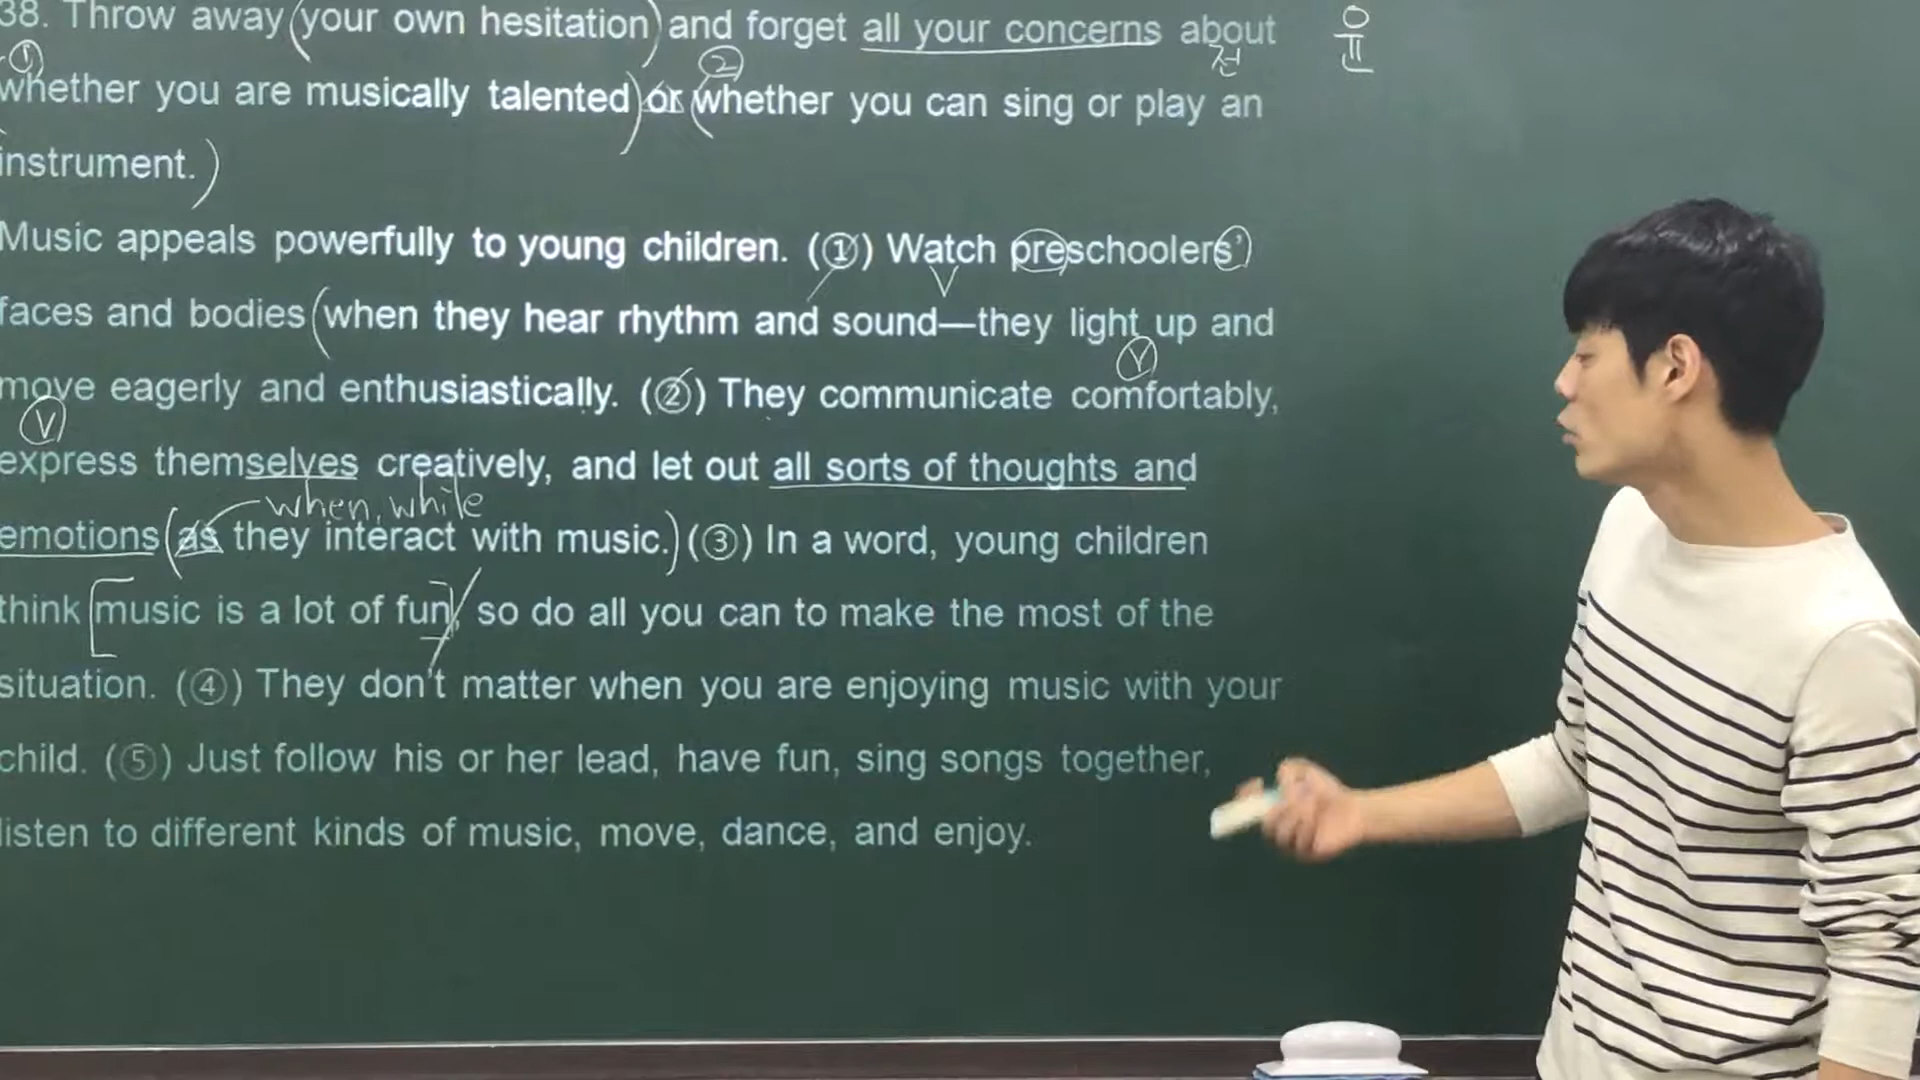 38. Throw away (your own hesitation) and forget all your concerns about
전
윤
① ②
whether you are musically talented) or (whether you can sing or play an
instrument.)
Music appeals powerfully to young children. (①) Watch preschoolers'
V
faces and bodies (when they hear rhythm and sound—they light up and
V
move eagerly and enthusiastically. (②) They communicate comfortably,
V
express themselves creatively, and let out all sorts of thoughts and
when, while
emotions (as they interact with music.) (③) In a word, young children
think [music is a lot of fun], so do all you can to make the most of the
situation. (④) They don't matter when you are enjoying music with your
child. (⑤) Just follow his or her lead, have fun, sing songs together,
listen to different kinds of music, move, dance, and enjoy.